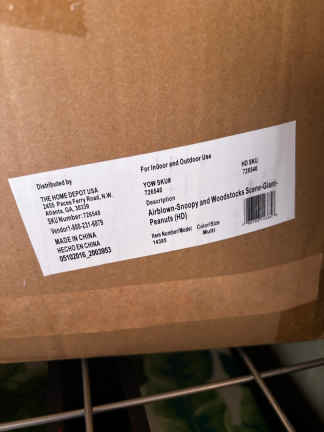 Distributed by
THE HOME DEPOT USA
2455 Paces Ferry Road, N.W.
Atlanta, GA. 30339
SKU Number:726540
Vendor1-888-231-6879
MADE IN CHINA
HECHO EN CHINA
05102016_2003953
For Indoor and Outdoor Use
YOW SKU#
726540
HD SKU
726540
Description
Airblown-Snoopy and Woodstocks Scene-Giant-
Peanuts (HD)
Item Number/Model Color/Size
Multi